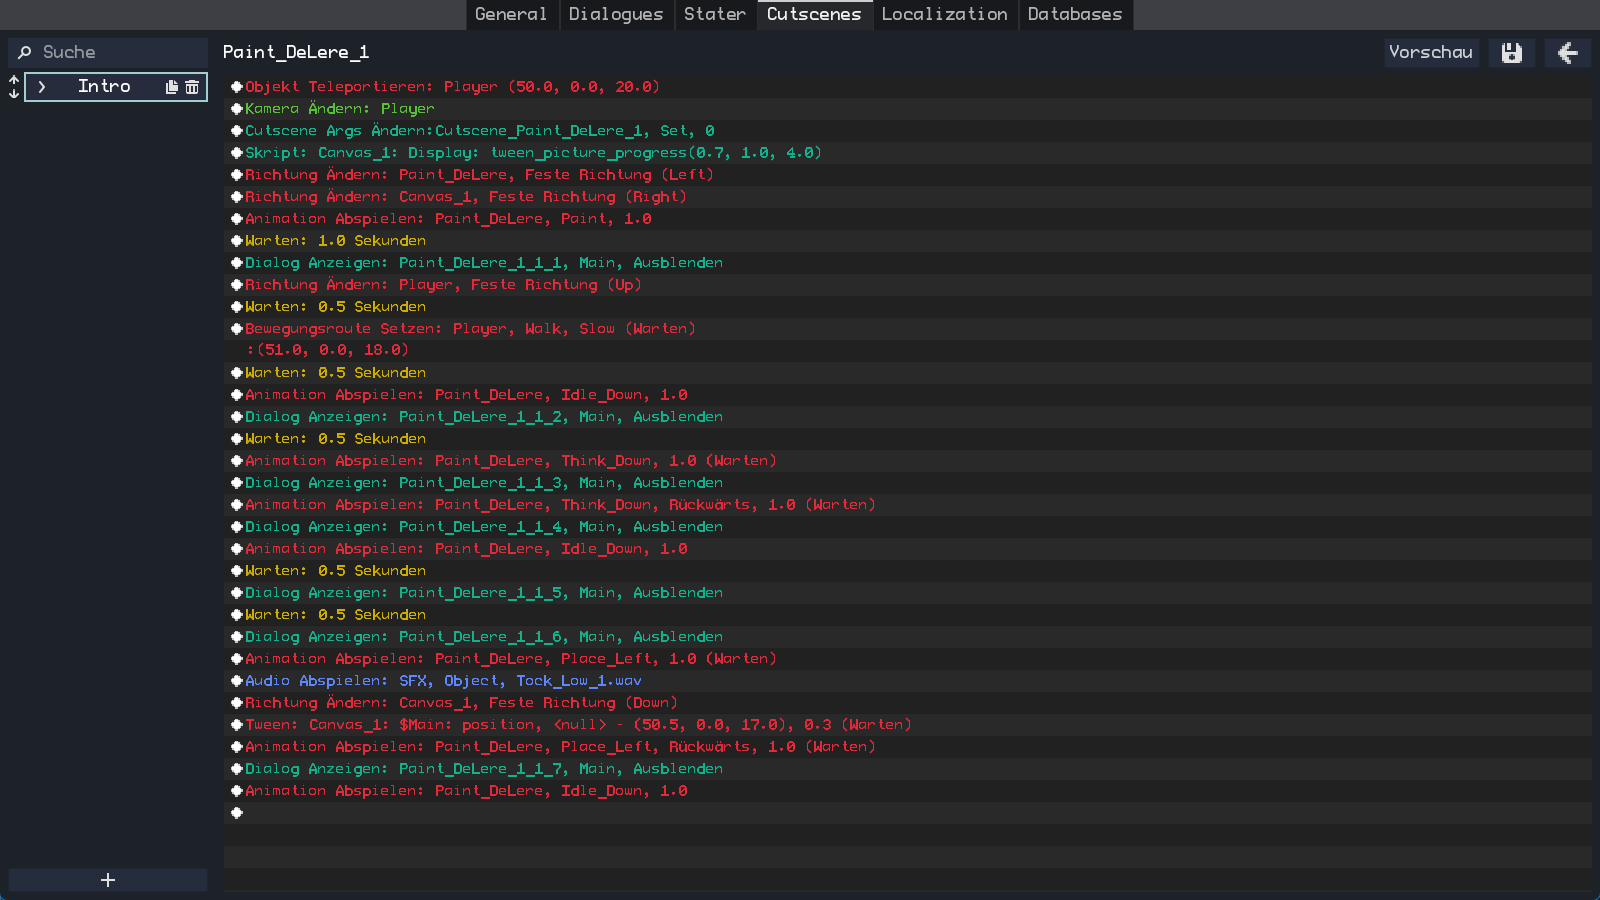 General Dialogues Stater Cutscenes Localization Databases
Suche
Paint_DeLere_1
Vorschau
Intro
Objekt Teleportieren: Player (50.0, 0.0, 20.0)
Kamera Ändern: Player
Cutscene Args Ändern:Cutscene_Paint_DeLere_1, Set, 0
Skript: Canvas_1: Display: tween_picture_progress(0.7, 1.0, 4.0)
Richtung Ändern: Paint_DeLere, Feste Richtung (Left)
Richtung Ändern: Canvas_1, Feste Richtung (Right)
Animation Abspielen: Paint_DeLere, Paint, 1.0
Warten: 1.0 Sekunden
Dialog Anzeigen: Paint_DeLere_1_1_1, Main, Ausblenden
Richtung Ändern: Player, Feste Richtung (Up)
Warten: 0.5 Sekunden
Bewegungsroute Setzen: Player, Walk, Slow (Warten)
:(51.0, 0.0, 18.0)
Warten: 0.5 Sekunden
Animation Abspielen: Paint_DeLere, Idle_Down, 1.0
Dialog Anzeigen: Paint_DeLere_1_1_2, Main, Ausblenden
Warten: 0.5 Sekunden
Animation Abspielen: Paint_DeLere, Think_Down, 1.0 (Warten)
Dialog Anzeigen: Paint_DeLere_1_1_3, Main, Ausblenden
Animation Abspielen: Paint_DeLere, Think_Down, Rückwärts, 1.0 (Warten)
Dialog Anzeigen: Paint_DeLere_1_1_4, Main, Ausblenden
Animation Abspielen: Paint_DeLere, Idle_Down, 1.0
Warten: 0.5 Sekunden
Dialog Anzeigen: Paint_DeLere_1_1_5, Main, Ausblenden
Warten: 0.5 Sekunden
Dialog Anzeigen: Paint_DeLere_1_1_6, Main, Ausblenden
Animation Abspielen: Paint_DeLere, Place_Left, 1.0 (Warten)
Audio Abspielen: SFX, Object, Tock_Low_1.wav
Richtung Ändern: Canvas_1, Feste Richtung (Down)
Tween: Canvas_1: $Main: position, <null> - (50.5, 0.0, 17.0), 0.3 (Warten)
Animation Abspielen: Paint_DeLere, Place_Left, Rückwärts, 1.0 (Warten)
Dialog Anzeigen: Paint_DeLere_1_1_7, Main, Ausblenden
Animation Abspielen: Paint_DeLere, Idle_Down, 1.0
+